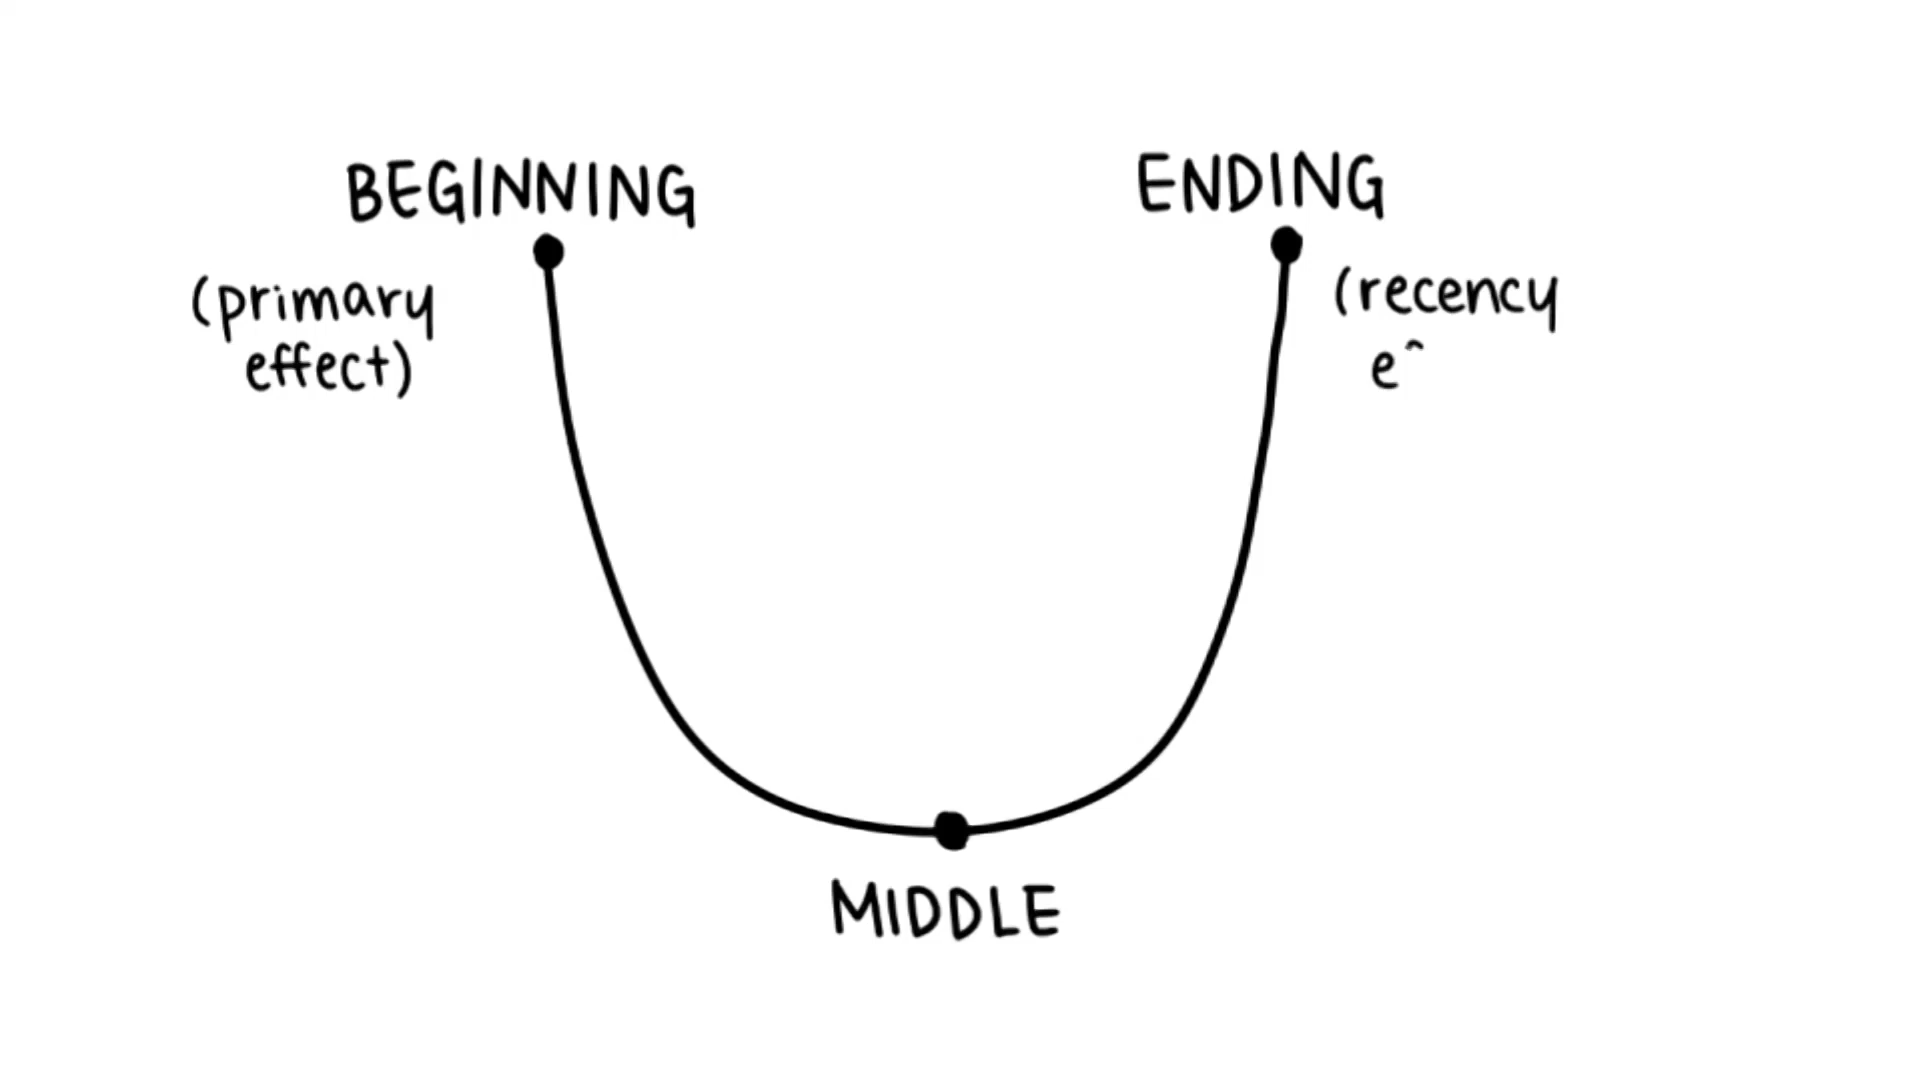 BEGINNING
ENDING
(primary
effect)
(recency
e
MIDDLE